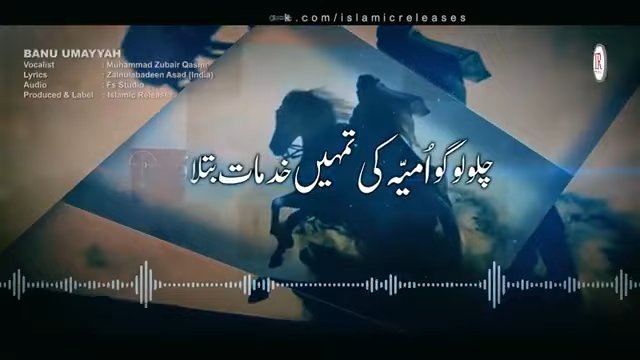 .com/islamicreleases
BANU UMAYYAH
Vocalist : Muhammad Zubair Qasmi
Lyrics : Zainulabadeen Asad (India)
Audio : Fs Studio
Produced & Label : Islamic Releases
IR
چلو لوگو اُمیّہ کی تمہیں خدمات بتلا